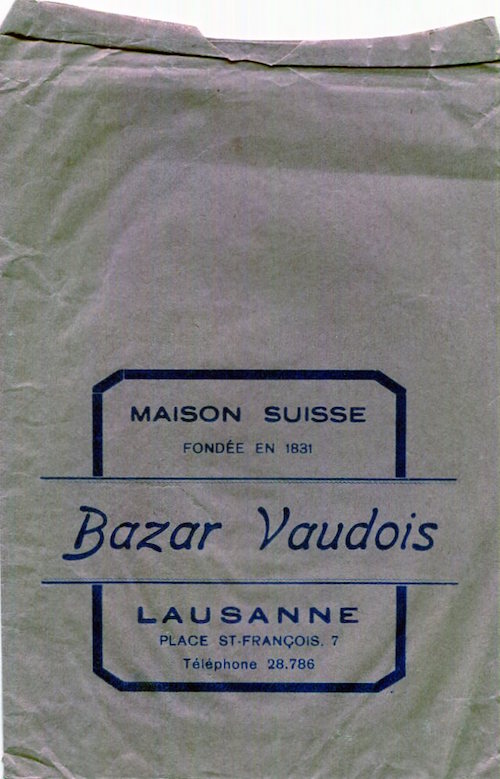 MAISON SUISSE
FONDÉE EN 1831
Bazar Vaudois
LAUSANNE
PLACE ST-FRANÇOIS. 7
Téléphone 28.786